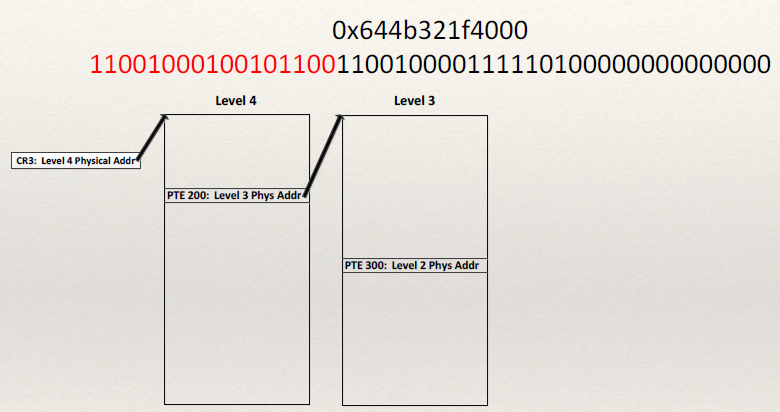 0x644b321f4000
11001000100101100110010000111110100000000000000
Level 4
Level 3
CR3: Level 4 Physical Addr
PTE 200: Level 3 Phys Addr
PTE 300: Level 2 Phys Addr